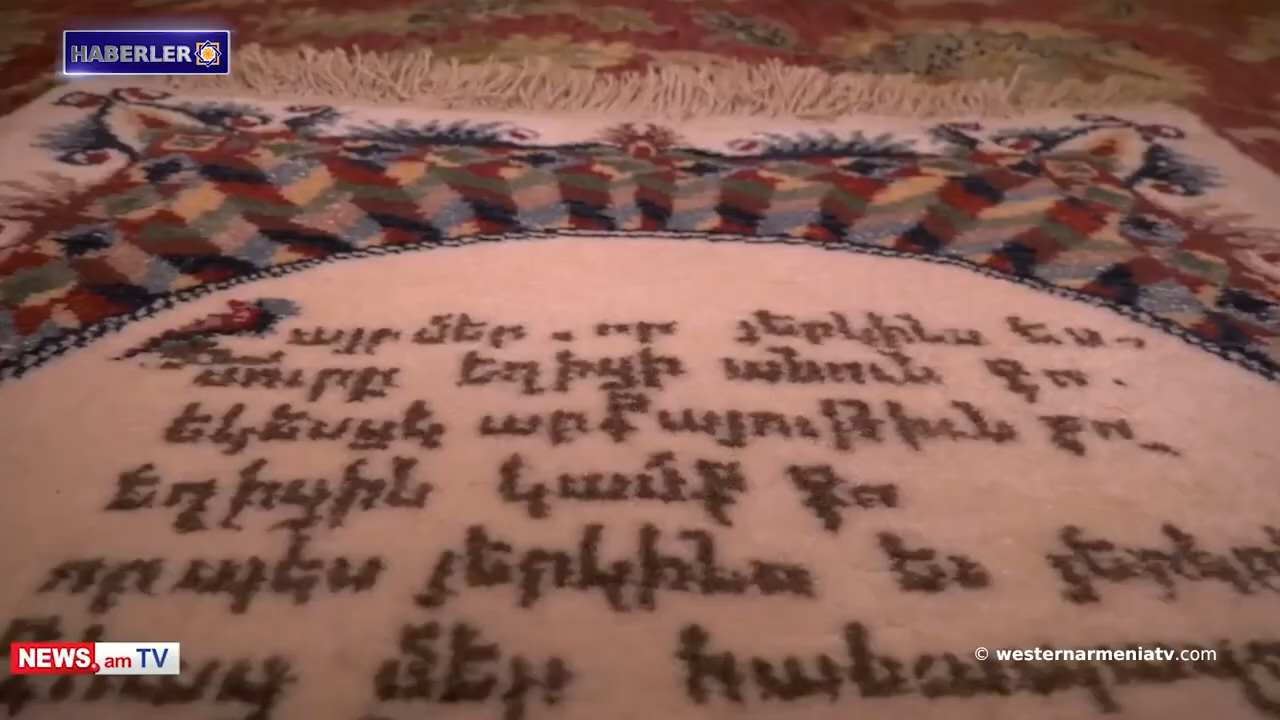 HABERLER
Հայր մեր . որ յերկինս ես,
սուրբ եղիցի անուն քո .
եկեսցէ արքայութիւն քո
եղիցին կամք քո
որպէս յերկինս եւ
մեր
NEWS.am TV
© westernarmeniatv.com